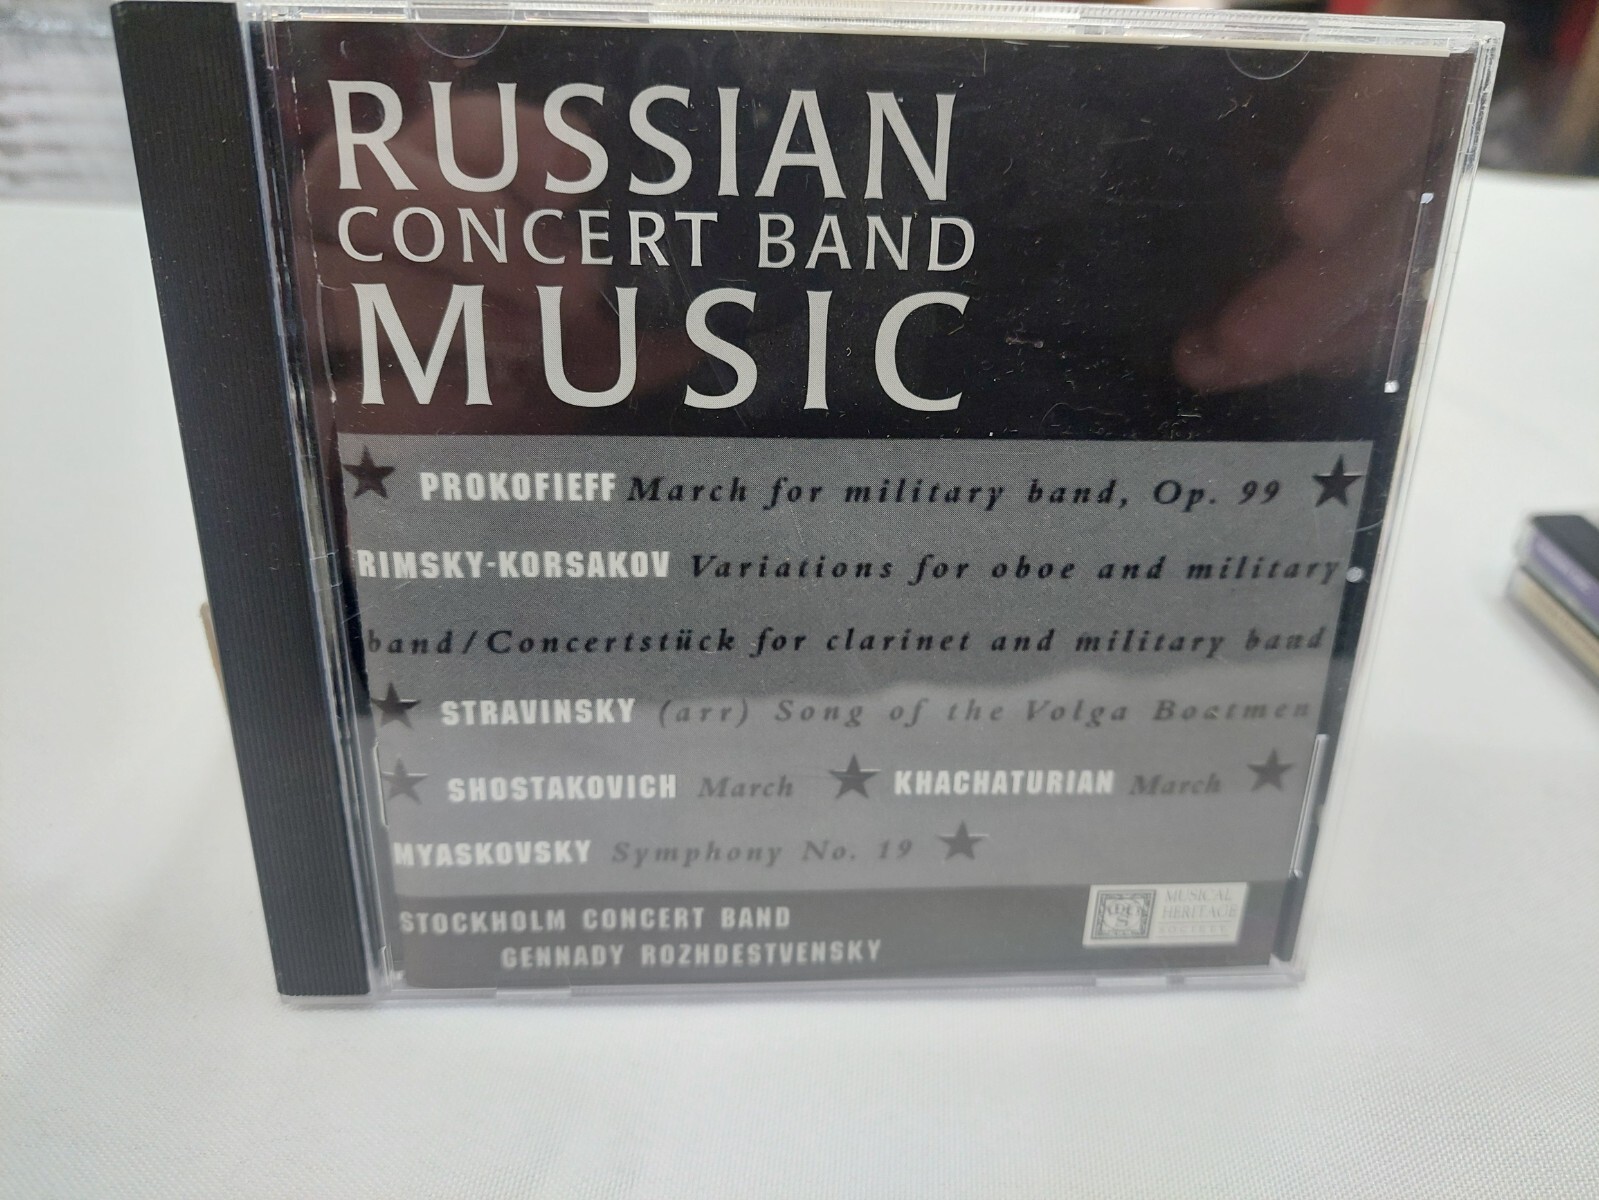 RUSSIAN
CONCERT BAND
MUSIC
PROKOFIEFF March for military band, Op. 99
RIMSKY-KORSAKOV Variations for oboe and military
band/Concertstück for clarinet and military band
STRAVINSKY (arr) Song of the Volga Boatmen
SHOSTAKOVICH March KHACHATURIAN March
MYASKOVSKY Symphony No. 19
STOCKHOLM CONCERT BAND
GENNADY ROZHDESTVENSKY
MUSICAL
HERITAGE
SOCIETY